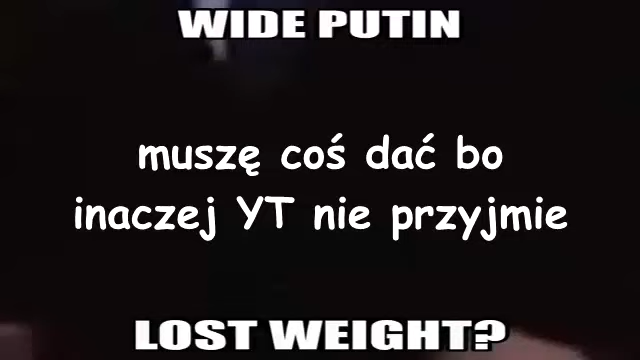 WIDE PUTIN
muszę coś dać bo
inaczej YT nie przyjmie
LOST WEIGHT?